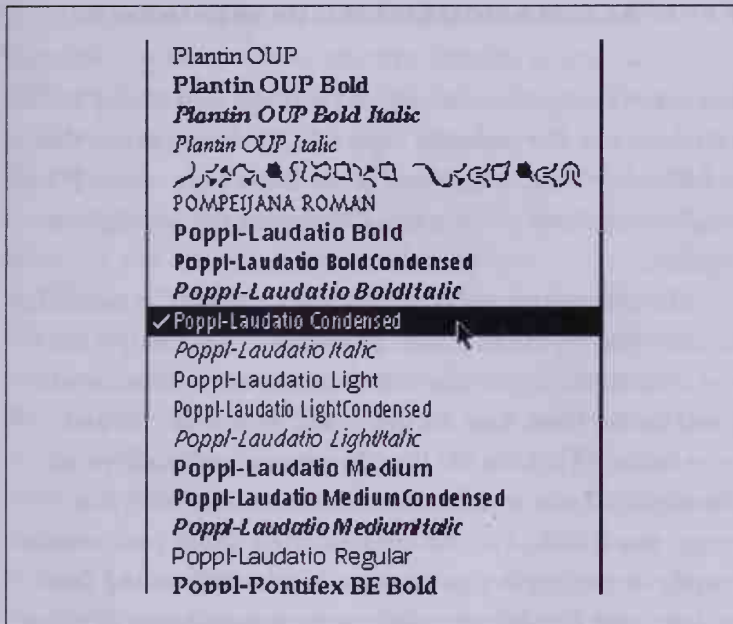 Plantin OUP
Plantin OUP Bold
Plantin OUP Bold Italic
Plantin OUP Italic
POMPEIJANA ROMAN
Poppl-Laudatio Bold
Poppl-Laudatio BoldCondensed
Poppl-Laudatio BoldItalic
✓ Poppl-Laudatio Condensed
Poppl-Laudatio Italic
Poppl-Laudatio Light
Poppl-Laudatio LightCondensed
Poppl-Laudatio LightItalic
Poppl-Laudatio Medium
Poppl-Laudatio MediumCondensed
Poppl-Laudatio MediumItalic
Poppl-Laudatio Regular
Poppl-Pontifex BE Bold